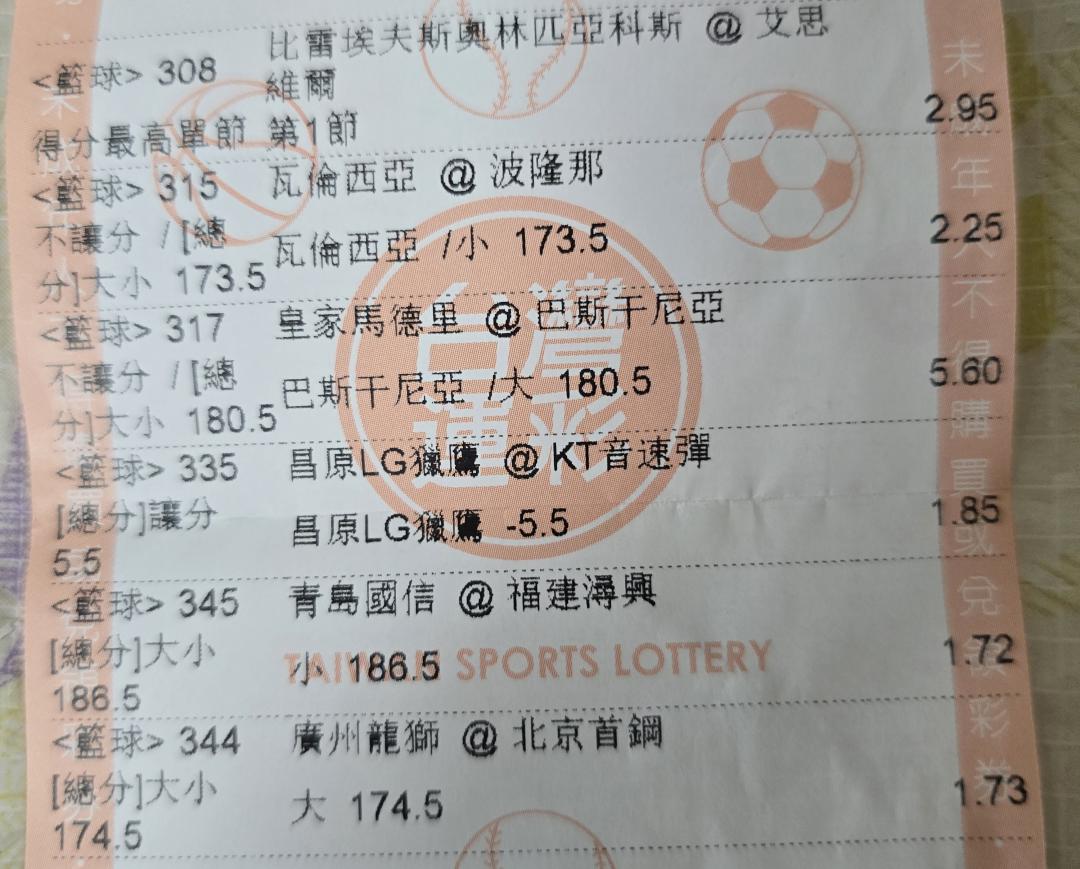 比雷埃夫斯奧林匹亞科斯 @ 艾思
<籃球> 308 維爾
2.95
得分最高單節 第1節
<籃球> 315 瓦倫西亞 @ 波隆那
不讓分 / [總 瓦倫西亞 /小 173.5 2.25
分]大小 173.5
<籃球> 317 皇家馬德里 @ 巴斯干尼亞
不讓分 / [總 巴斯干尼亞 /大 180.5 5.60
分]大小 180.5
<籃球> 335 昌原LG獵鷹 @ KT音速彈
[總分]讓分 昌原LG獵鷹 -5.5 1.85
5.5
<籃球> 345 青島國信 @ 福建潯興
[總分]大小 小 186.5 1.72
186.5
<籃球> 344 廣州龍獅 @ 北京首鋼
[總分]大小 大 174.5 1.73
174.5
台灣
運彩
TAIWAN SPORTS LOTTERY